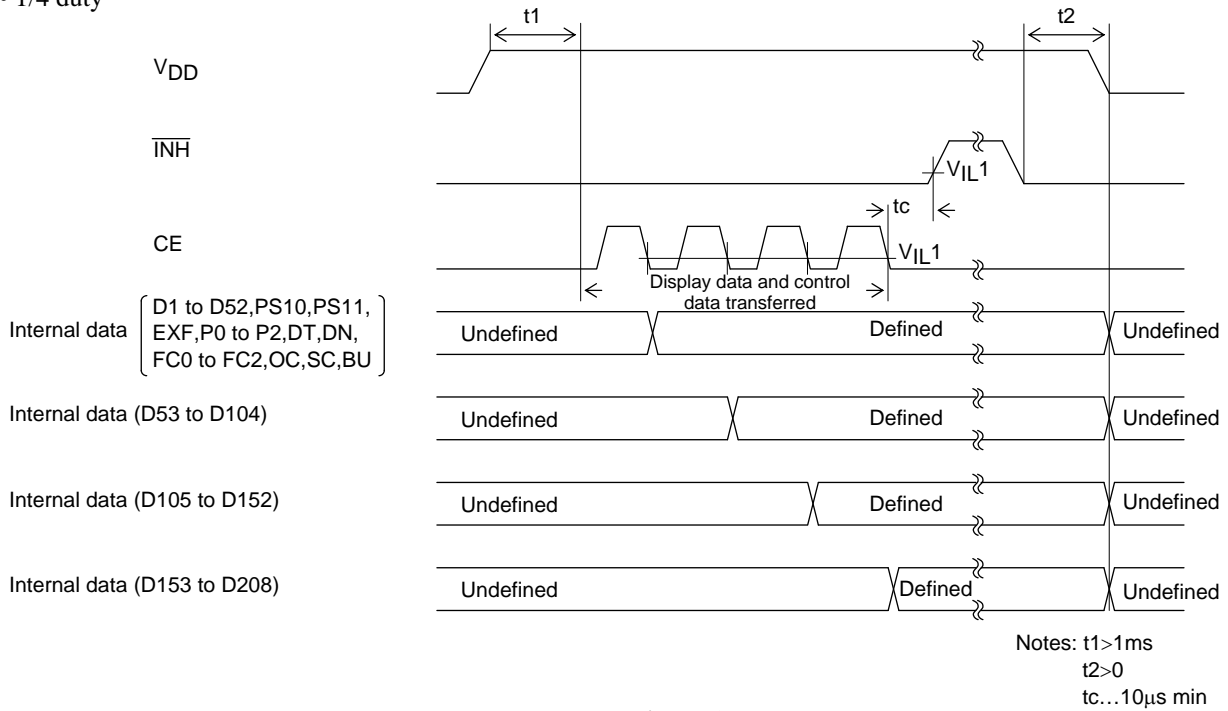 1/4 duty
t1
t2
VDD
INH
VIL1
tc
CE
VIL1
Display data and control
data transferred
Internal data
D1 to D52,PS10,PS11,
EXF,P0 to P2,DT,DN,
FC0 to FC2,OC,SC,BU
Undefined
Defined
Undefined
Internal data (D53 to D104)
Undefined
Defined
Undefined
Internal data (D105 to D152)
Undefined
Defined
Undefined
Internal data (D153 to D208)
Undefined
Defined
Undefined
Notes: t1>1ms
t2>0
tc…10μs min